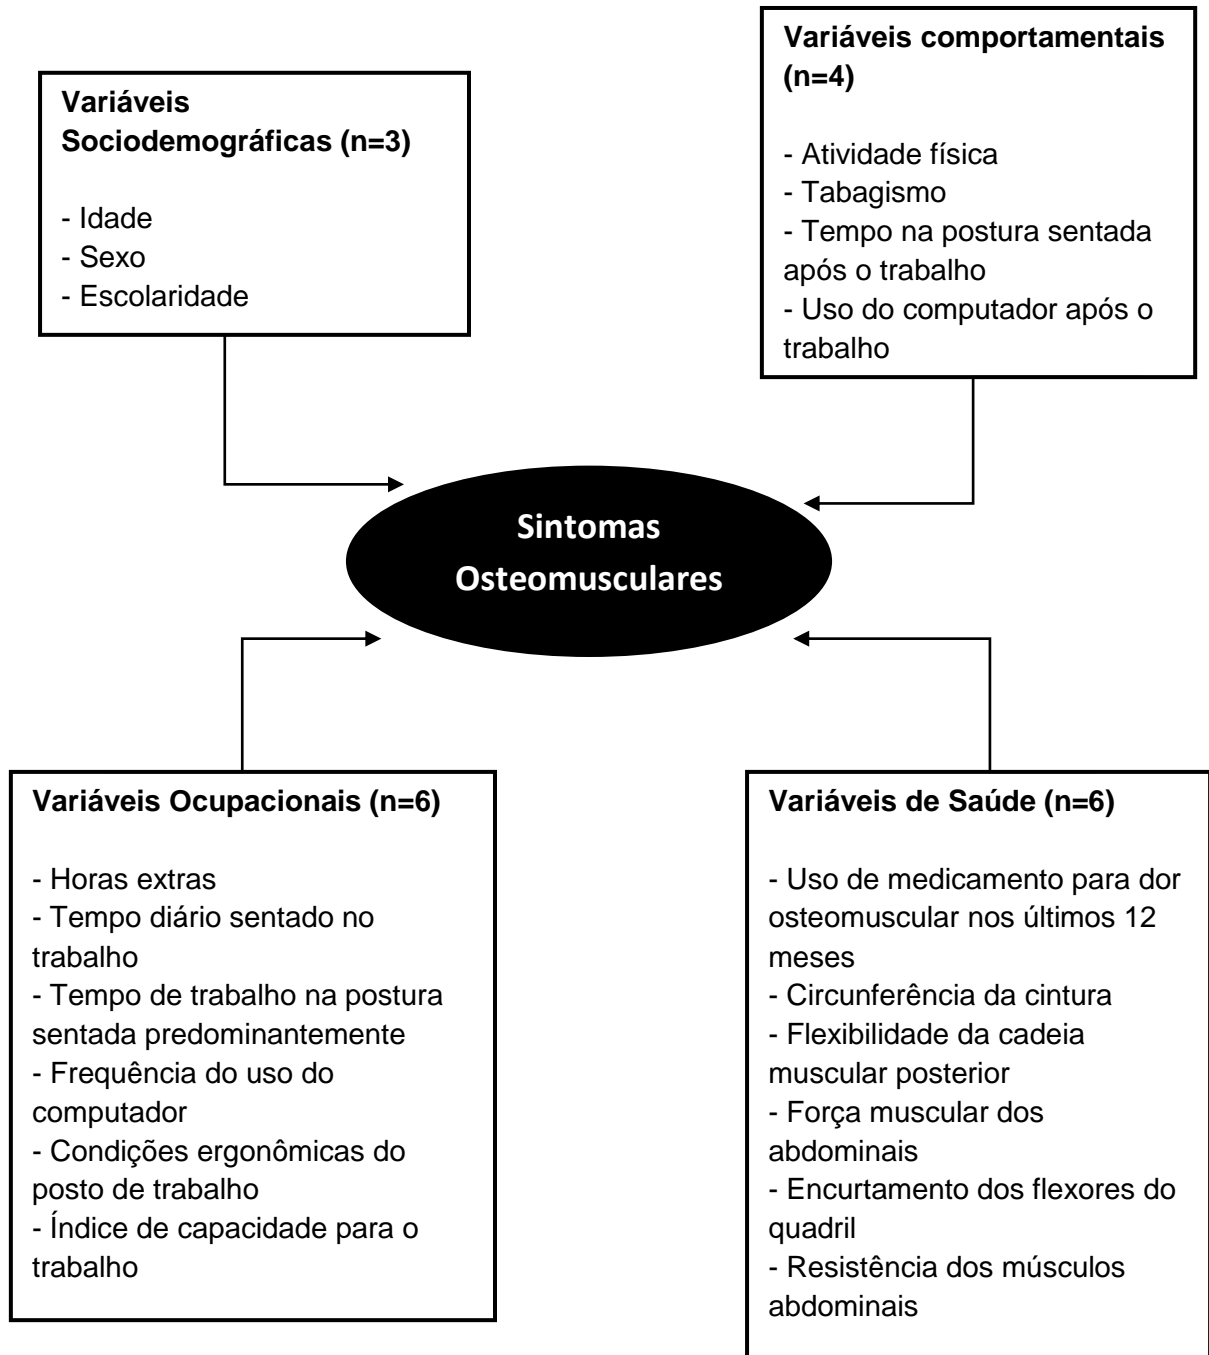 Variáveis
Sociodemográficas (n=3)
- Idade
- Sexo
- Escolaridade
Variáveis comportamentais
(n=4)
- Atividade física
- Tabagismo
- Tempo na postura sentada
após o trabalho
- Uso do computador após o
trabalho
Sintomas
Osteomusculares
Variáveis Ocupacionais (n=6)
- Horas extras
- Tempo diário sentado no
trabalho
- Tempo de trabalho na postura
sentada predominantemente
- Frequência do uso do
computador
- Condições ergonômicas do
posto de trabalho
- Índice de capacidade para o
trabalho
Variáveis de Saúde (n=6)
- Uso de medicamento para dor
osteomuscular nos últimos 12
meses
- Circunferência da cintura
- Flexibilidade da cadeia
muscular posterior
- Força muscular dos
abdominais
- Encurtamento dos flexores do
quadril
- Resistência dos músculos
abdominais